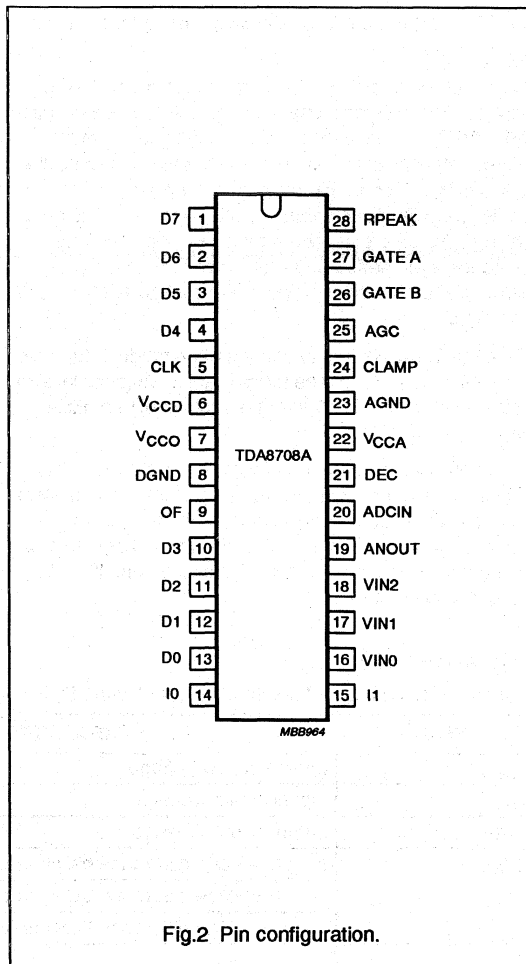 D7 1 28 RPEAK
D6 2 27 GATE A
D5 3 26 GATE B
D4 4 25 AGC
CLK 5 24 CLAMP
VCCD 6 23 AGND
VCCO 7 22 VCCA
TDA8708A
DGND 8 21 DEC
OF 9 20 ADCIN
D3 10 19 ANOUT
D2 11 18 VIN2
D1 12 17 VIN1
D0 13 16 VIN0
I0 14 15 I1
MBB964
Fig.2 Pin configuration.